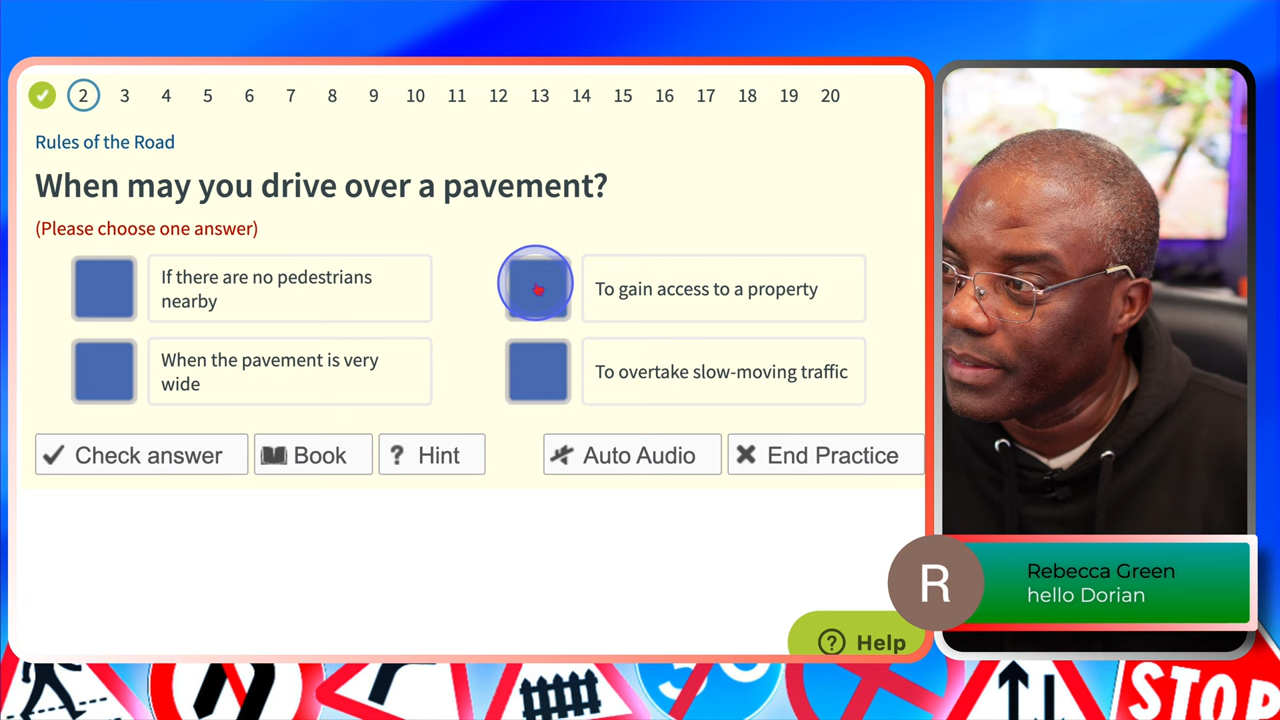 2 3 4 5 6 7 8 9 10 11 12 13 14 15 16 17 18 19 20
Rules of the Road
When may you drive over a pavement?
(Please choose one answer)
If there are no pedestrians
nearby
To gain access to a property
When the pavement is very
wide
To overtake slow-moving traffic
Check answer
Book
? Hint
Auto Audio
End Practice
R
Rebecca Green
hello Dorian
? Help
STOP